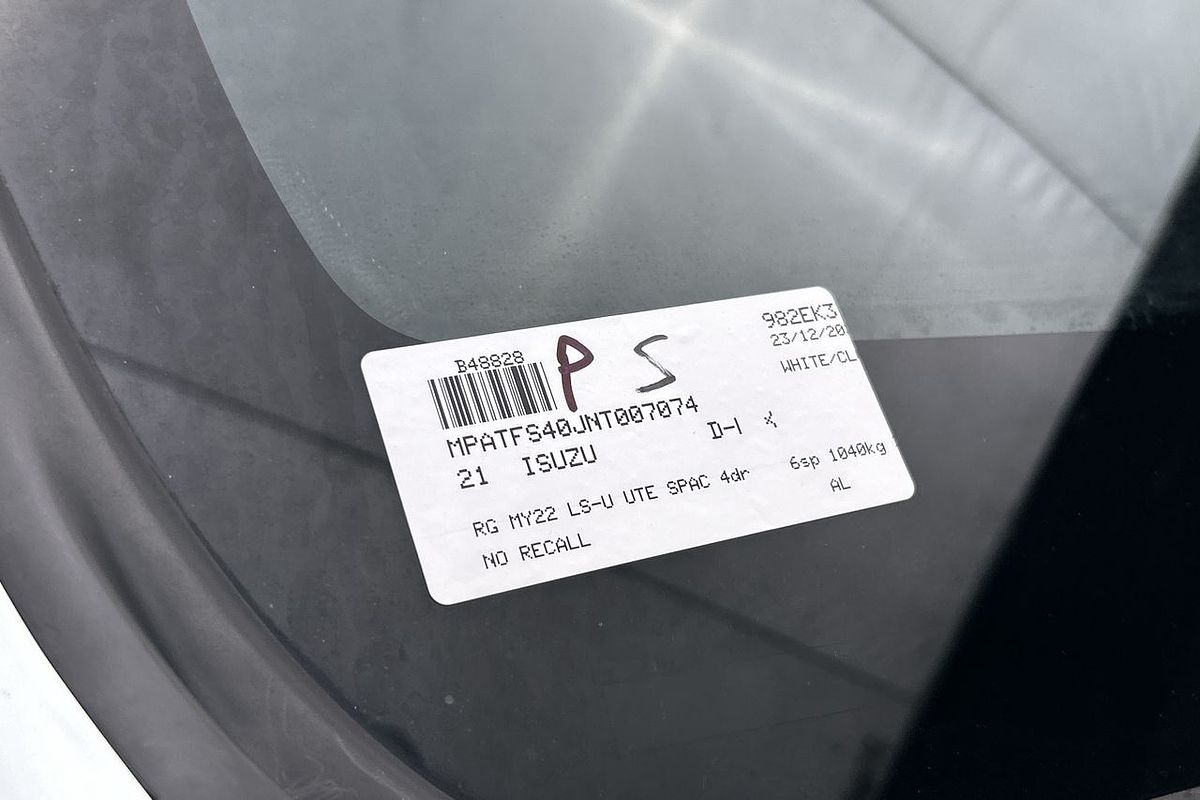 B48828 P S 982EK3
23/12/20
WHITE/CL
MPATFS40JNT007074
21 ISUZU D-I
RG MY22 LS-U UTE SPAC 4dr 6sp 1040kg
NO RECALL AL